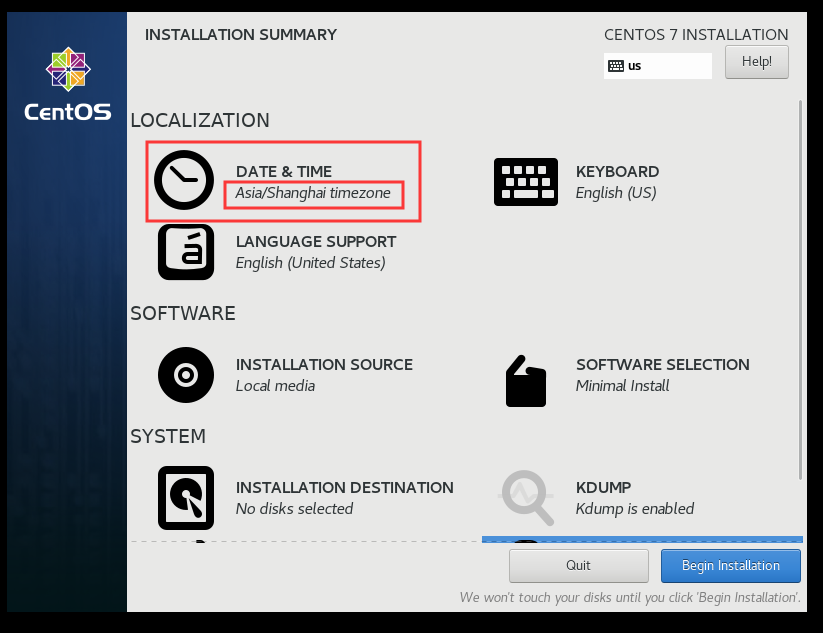 INSTALLATION SUMMARY
CENTOS 7 INSTALLATION
us
Help!
CentOS
LOCALIZATION
DATE & TIME
Asia/Shanghai timezone
KEYBOARD
English (US)
LANGUAGE SUPPORT
English (United States)
SOFTWARE
INSTALLATION SOURCE
Local media
SOFTWARE SELECTION
Minimal Install
SYSTEM
INSTALLATION DESTINATION
No disks selected
KDUMP
Kdump is enabled
Quit
Begin Installation
We won't touch your disks until you click 'Begin Installation'.